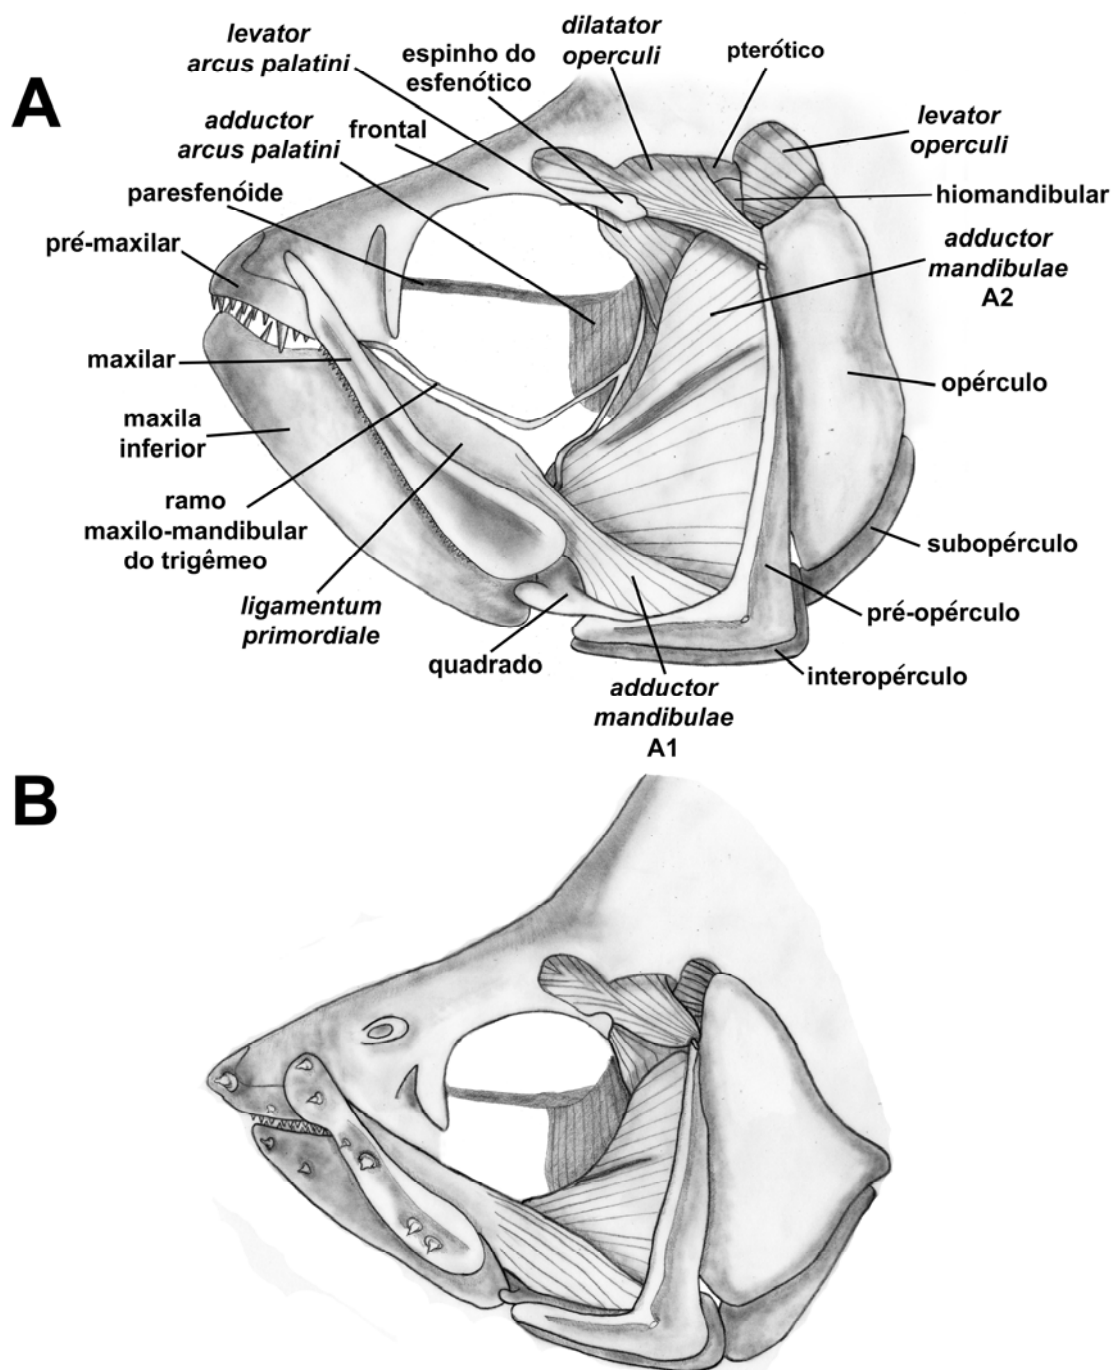 A
levator
arcus palatini
espinho do
esfenótico
dilatator
operculi
pterótico
levator
operculi
adductor
arcus palatini
frontal
paresfenóide
hiomandibular
pré-maxilar
adductor
mandibulae
A2
maxilar
opérculo
maxila
inferior
ramo
maxilo-mandibular
do trigêmeo
subopérculo
ligamentum
primordiale
pré-opérculo
quadrado
interopérculo
adductor
mandibulae
A1
B